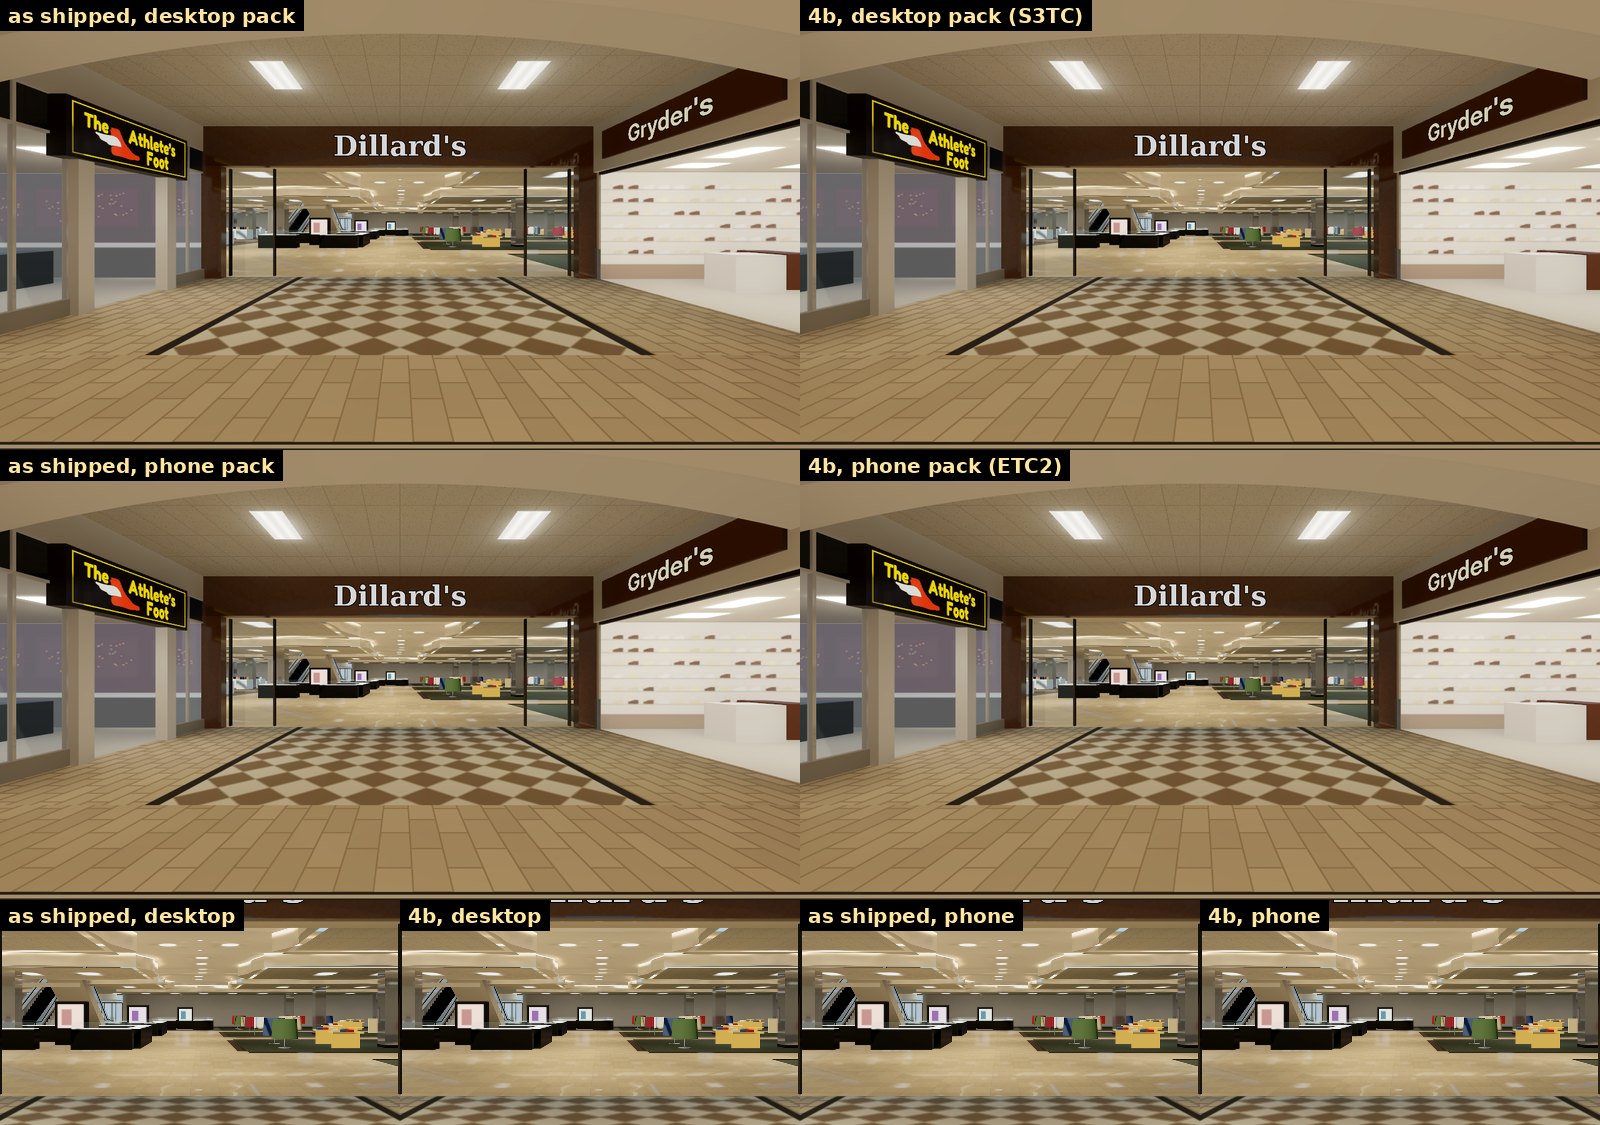 as shipped, desktop pack
The
Athlete's
Foot
Dillard's
Gryder's
4b, desktop pack (S3TC)
The
Athlete's
Foot
Dillard's
Gryder's
as shipped, phone pack
The
Athlete's
Foot
Dillard's
Gryder's
4b, phone pack (ETC2)
The
Athlete's
Foot
Dillard's
Gryder's
as shipped, desktop
4b, desktop
as shipped, phone
4b, phone